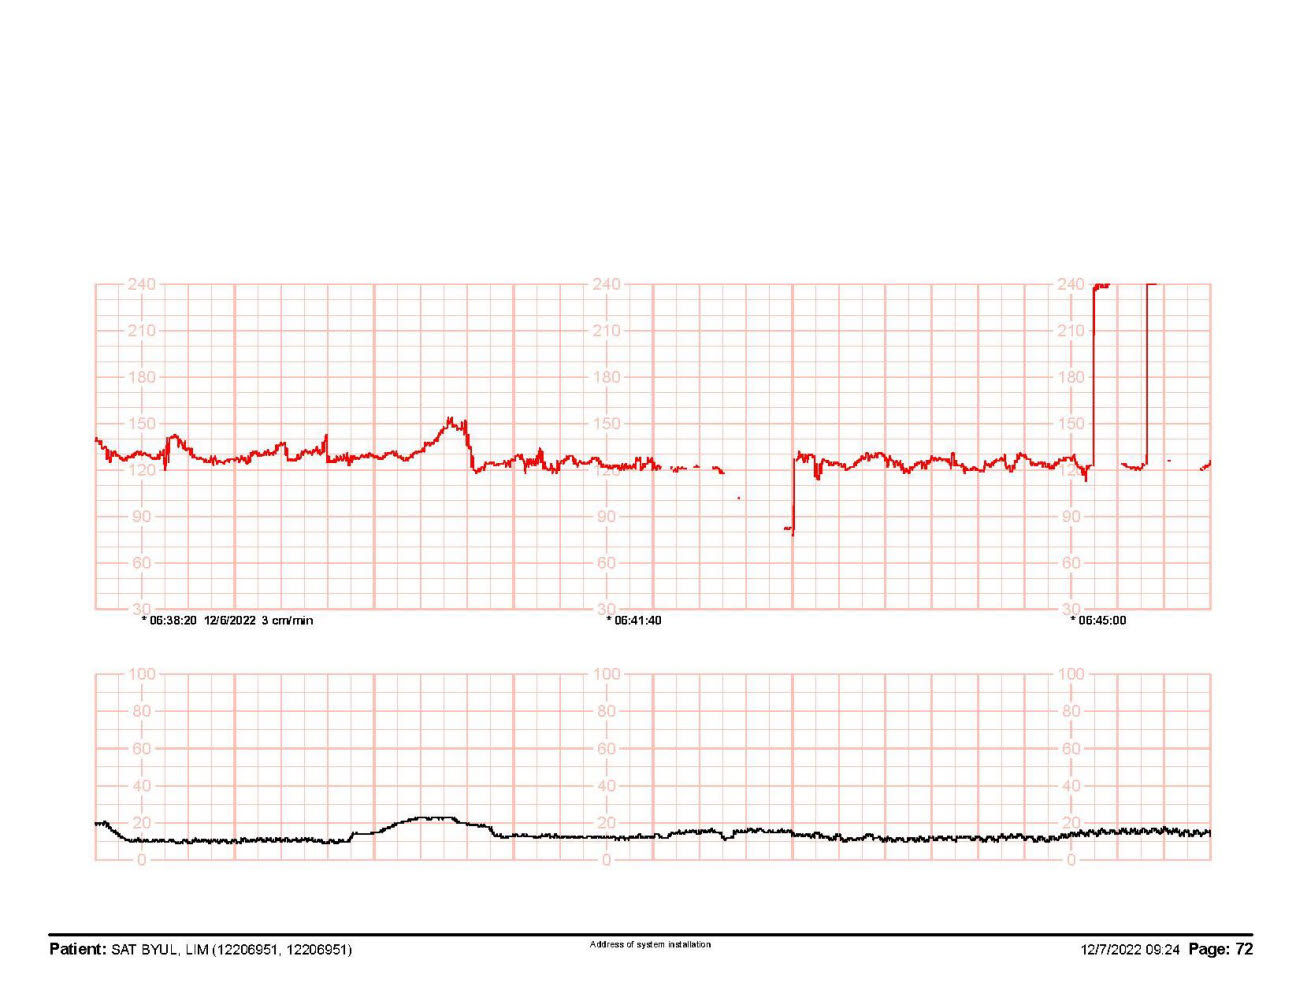 240 240 240
210 210 210
180 180 180
150 150 150
120 120 120
90 90 90
60 60 60
30 30 30
* 06:38:20 12/6/2022 3 cm/min * 06:41:40 * 06:45:00
100 100 100
80 80 80
60 60 60
40 40 40
20 20 20
0 0 0
Patient: SAT BYUL, LIM (12206951, 12206951) Address of system installation 12/7/2022 09:24 Page: 72